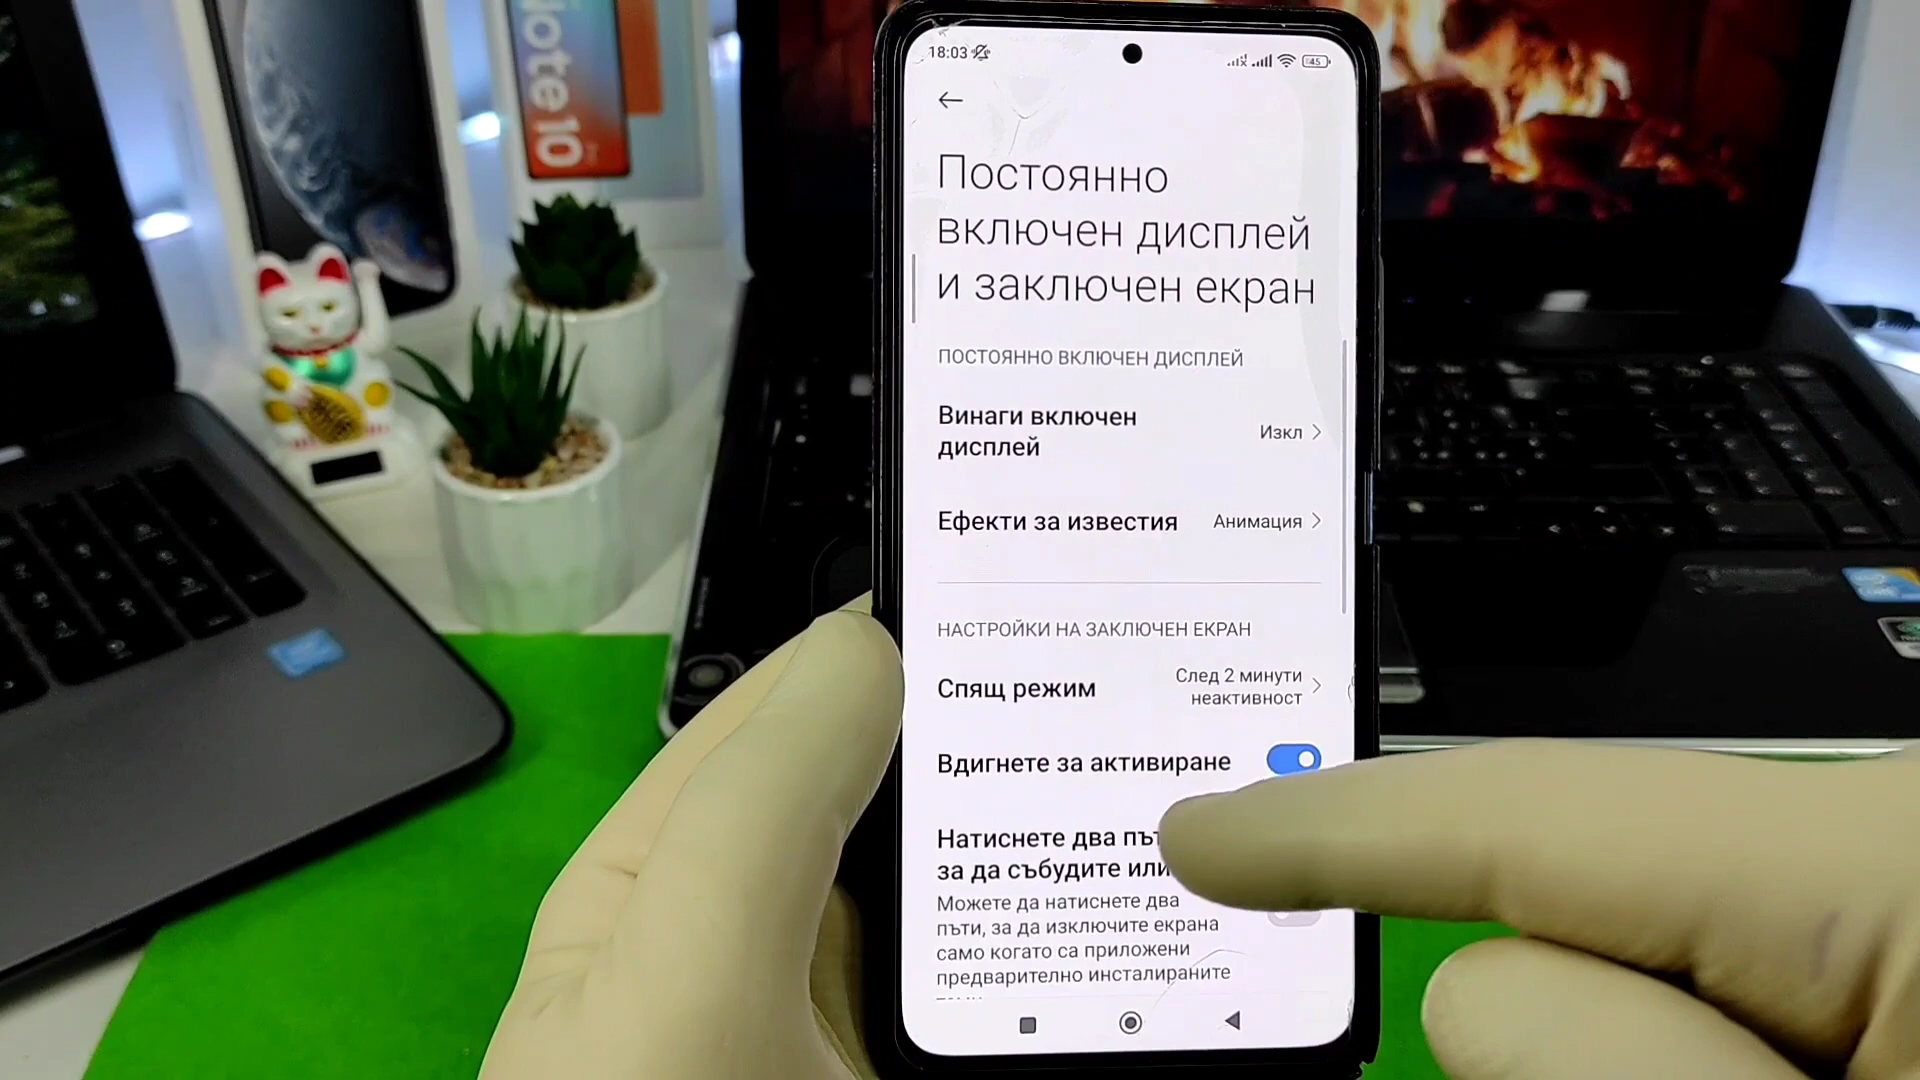 Note 10
18:03
45
Постоянно
включен дисплей
и заключен екран
ПОСТОЯННО ВКЛЮЧЕН ДИСПЛЕЙ
Винаги включен
дисплей
Изкл
Ефекти за известия
Анимация
НАСТРОЙКИ НА ЗАКЛЮЧЕН ЕКРАН
Спящ режим
След 2 минути
неактивност
Вдигнете за активиране
Натиснете два
за да събудите или
Можете да натиснете два
пъти, за да изключите екрана
само когато са приложени
предварително инсталираните